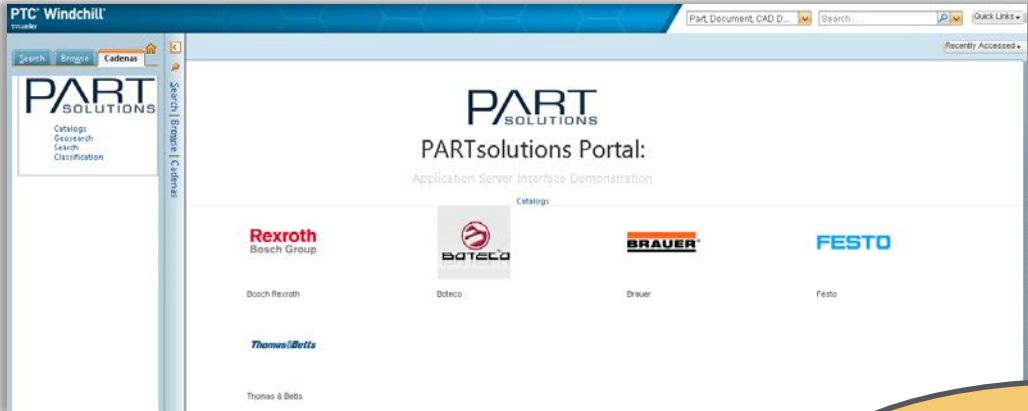 PTC® Windchill®
Part, Document, CAD D...
Search...
Quick Links
Recently Accessed
Search
Browse
Cadenas
PART
SOLUTIONS
Catalogs
Geosearch
Search
Classification
Search | Browse | Cadenas
PART
SOLUTIONS
PARTsolutions Portal:
Application Server Interface Demonstration
Catalogs
Rexroth
Bosch Group
BOTECO
BRAUER®
FESTO
Bosch Rexroth
Boteco
Brauer
Festo
Thomas&Betts
Thomas & Betts